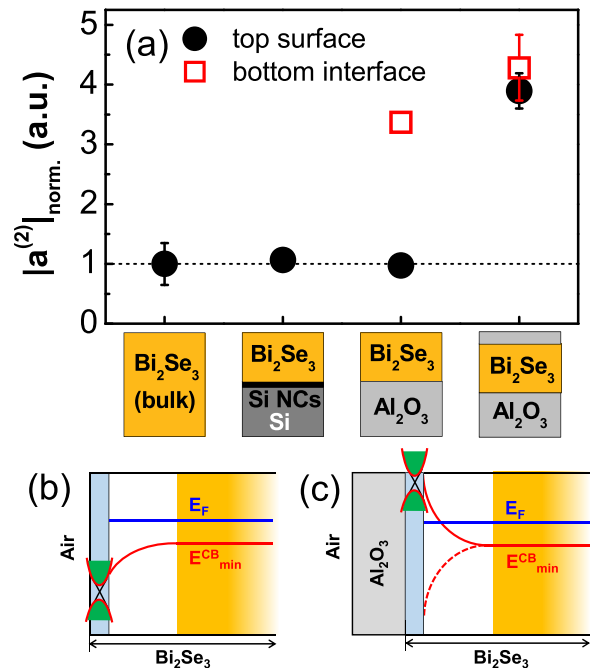 (a)
top surface
bottom interface
|a⁽²⁾|norm. (a.u.)
5
4
3
2
1
0
Bi₂Se₃
(bulk)
Bi₂Se₃
Si NCs
Si
Bi₂Se₃
Al₂O₃
Bi₂Se₃
Al₂O₃
(b)
Air
E_F
E^CB_min
Bi₂Se₃
(c)
Air
Al₂O₃
E_F
E^CB_min
Bi₂Se₃